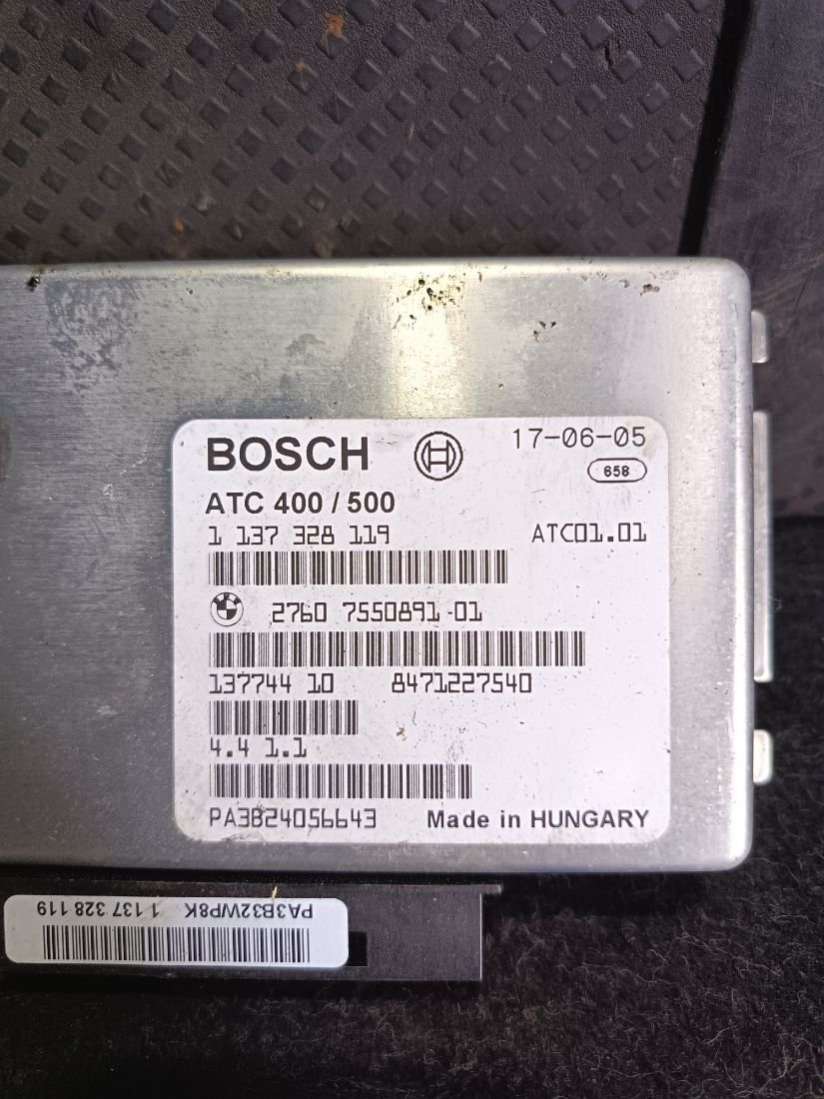 BOSCH 17-06-05
658
ATC 400 / 500
1 137 328 119 ATC01.01
2760 7550891-01
137744 10 8471227540
4.4 1.1
PA3B24056643 Made in HUNGARY
PA3B32WP8K 1 137 328 119